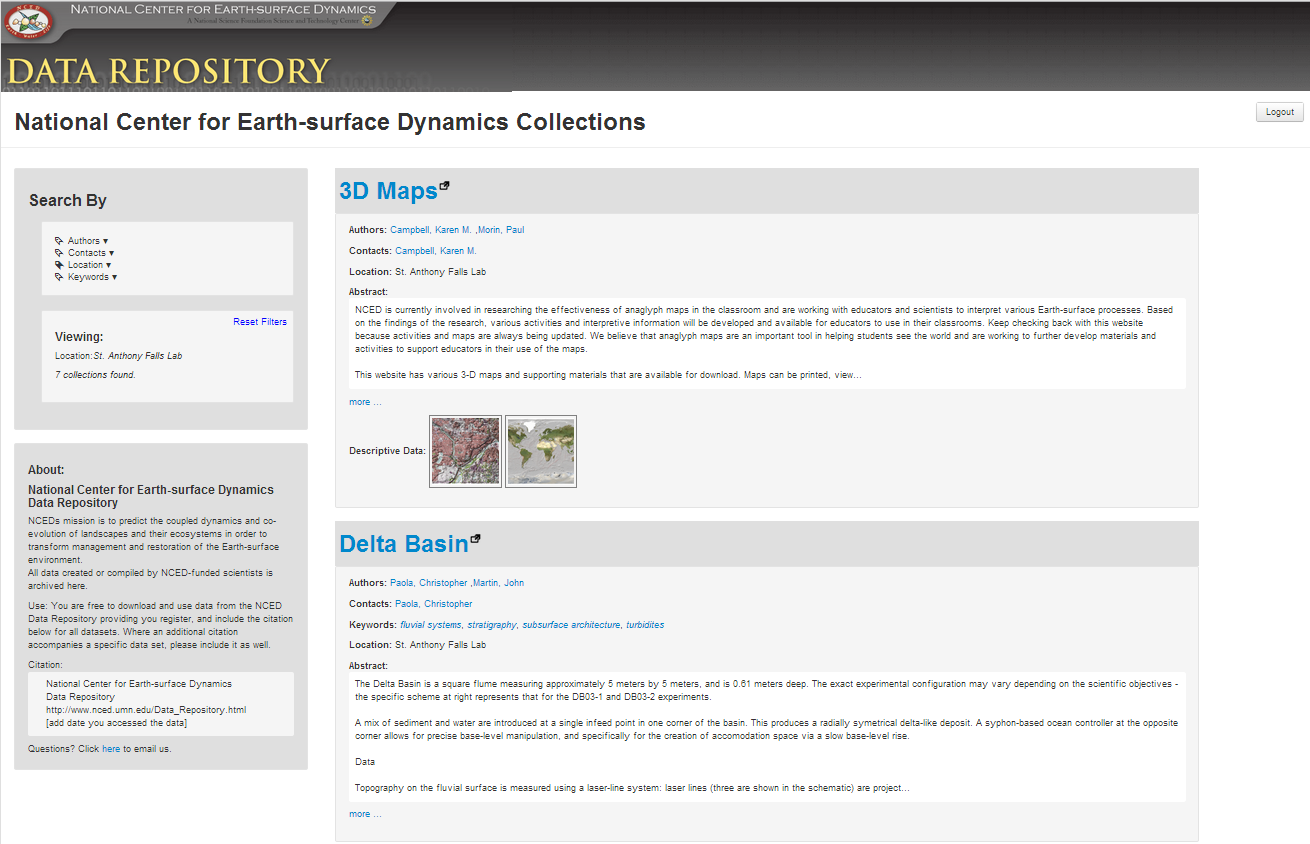 NATIONAL CENTER FOR EARTH-SURFACE DYNAMICS
A National Science Foundation Science and Technology Center
NCED
DATA REPOSITORY
National Center for Earth-surface Dynamics Collections
Logout
Search By
Authors ▾
Contacts ▾
Location ▾
Keywords ▾
Reset Filters
Viewing:
Location:St. Anthony Falls Lab
7 collections found.
About:
National Center for Earth-surface Dynamics
Data Repository
NCEDs mission is to predict the coupled dynamics and co-
evolution of landscapes and their ecosystems in order to
transform management and restoration of the Earth-surface
environment.
All data created or compiled by NCED-funded scientists is
archived here.
Use: You are free to download and use data from the NCED
Data Repository providing you register, and include the citation
below for all datasets. Where an additional citation
accompanies a specific data set, please include it as well.
Citation:
National Center for Earth-surface Dynamics
Data Repository
http://www.nced.umn.edu/Data_Repository.html
[add date you accessed the data]
Questions? Click here to email us.
3D Maps
Authors: Campbell, Karen M. ,Morin, Paul
Contacts: Campbell, Karen M.
Location: St. Anthony Falls Lab
Abstract:
NCED is currently involved in researching the effectiveness of anaglyph maps in the classroom and are working with educators and scientists to interpret various Earth-surface processes. Based
on the findings of the research, various activities and interpretive information will be developed and available for educators to use in their classrooms. Keep checking back with this website
because activities and maps are always being updated. We believe that anaglyph maps are an important tool in helping students see the world and are working to further develop materials and
activities to support educators in their use of the maps.
This website has various 3-D maps and supporting materials that are available for download. Maps can be printed, view...
more ...
Descriptive Data:
Delta Basin
Authors: Paola, Christopher ,Martin, John
Contacts: Paola, Christopher
Keywords: fluvial systems, stratigraphy, subsurface architecture, turbidites
Location: St. Anthony Falls Lab
Abstract:
The Delta Basin is a square flume measuring approximately 5 meters by 5 meters, and is 0.61 meters deep. The exact experimental configuration may vary depending on the scientific objectives -
the specific scheme at right represents that for the DB03-1 and DB03-2 experiments.
A mix of sediment and water are introduced at a single infeed point in one corner of the basin. This produces a radially symetrical delta-like deposit. A syphon-based ocean controller at the opposite
corner allows for precise base-level manipulation, and specifically for the creation of accomodation space via a slow base-level rise.
Data
Topography on the fluvial surface is measured using a laser-line system: laser lines (three are shown in the schematic) are project...
more ...